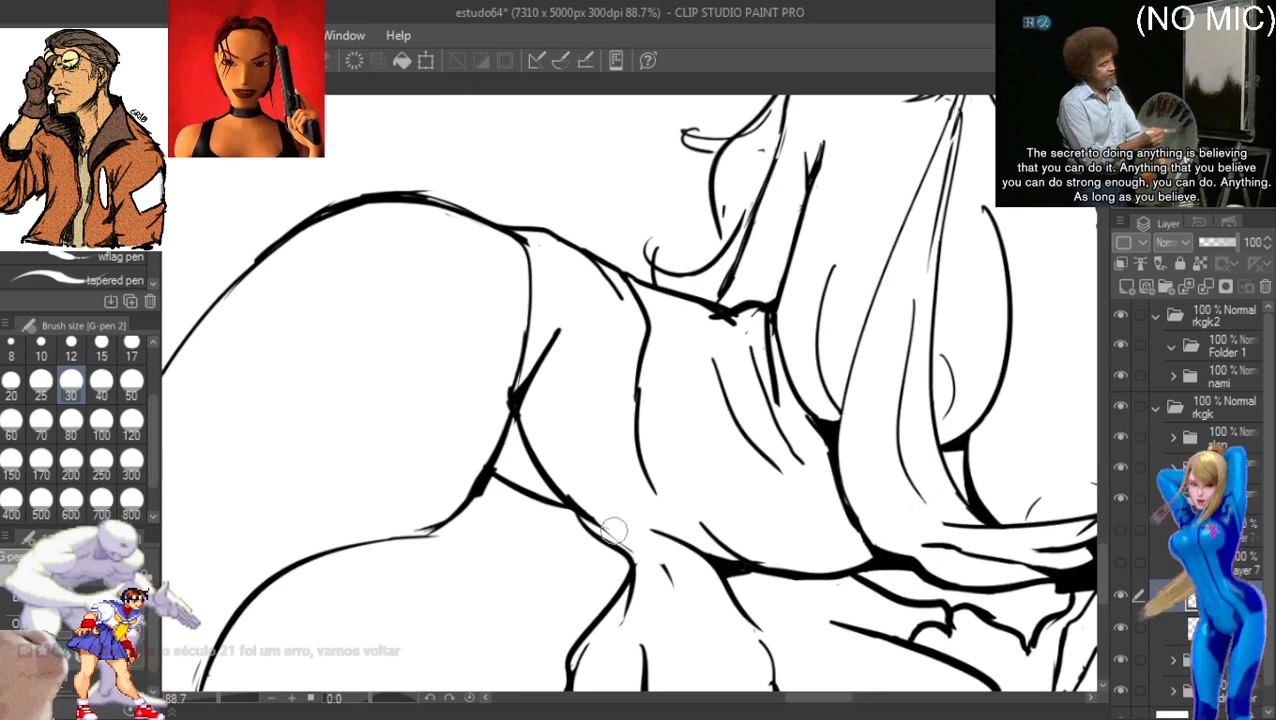 estudo64* (7310 x 5000px 300dpi 88.7%) - CLIP STUDIO PAINT PRO
(NO MIC)
Window Help
The secret to doing anything is believing
that you can do it. Anything that you believe
you can do strong enough, you can do. Anything.
As long as you believe.
wflag pen
tapered pen
Brush size [G-pen 2]
8 10 12 15 17
20 25 30 40 50
60 70 80 100 120
150 170 200 250 300
400 500 600 700 800
Layer
100
100 % Normal
rkgk2
100 % Norm
Folder 1
100 % Norm
nami
100 % Normal
rkgk
100 % Norm
o século 21 foi um erro, vamos voltar
88.7
0.0